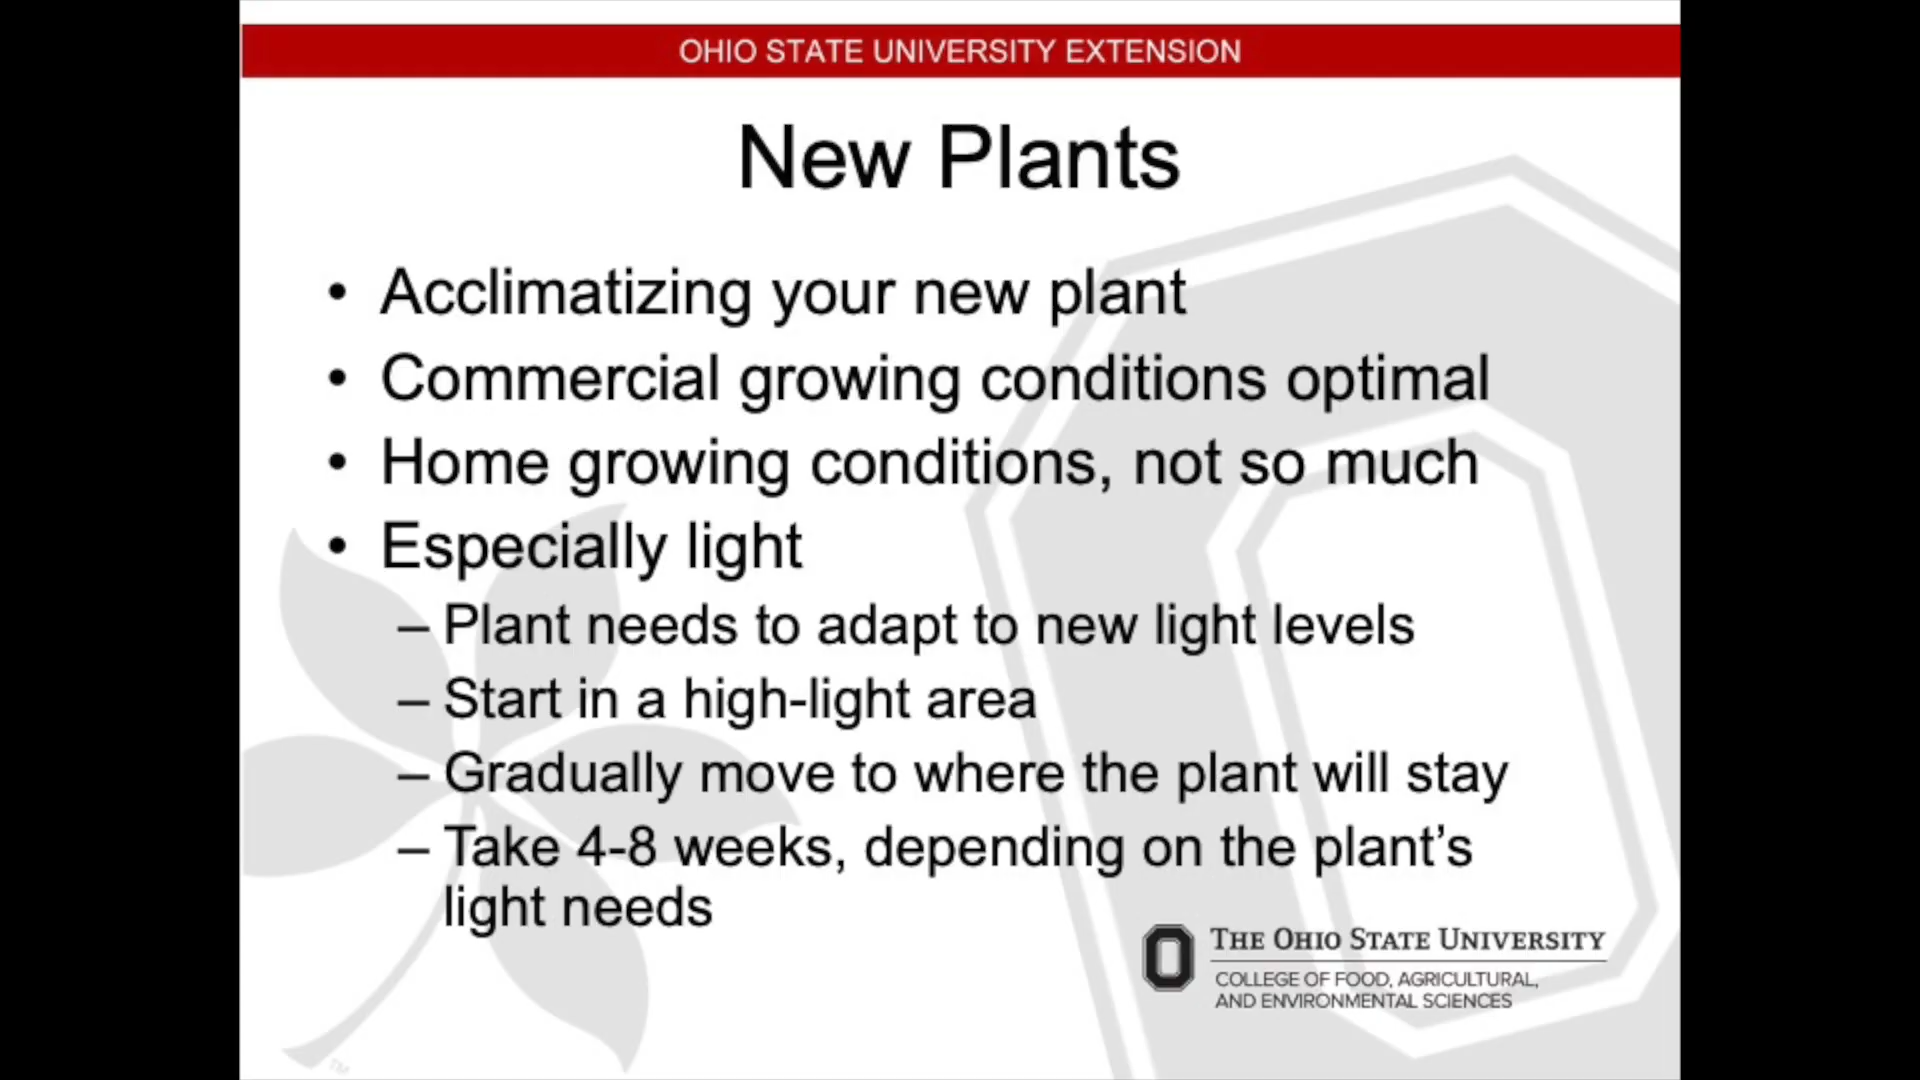 OHIO STATE UNIVERSITY EXTENSION
New Plants
• Acclimatizing your new plant
• Commercial growing conditions optimal
• Home growing conditions, not so much
• Especially light
– Plant needs to adapt to new light levels
– Start in a high-light area
– Gradually move to where the plant will stay
– Take 4-8 weeks, depending on the plant’s
light needs
THE OHIO STATE UNIVERSITY
COLLEGE OF FOOD, AGRICULTURAL,
AND ENVIRONMENTAL SCIENCES
TM